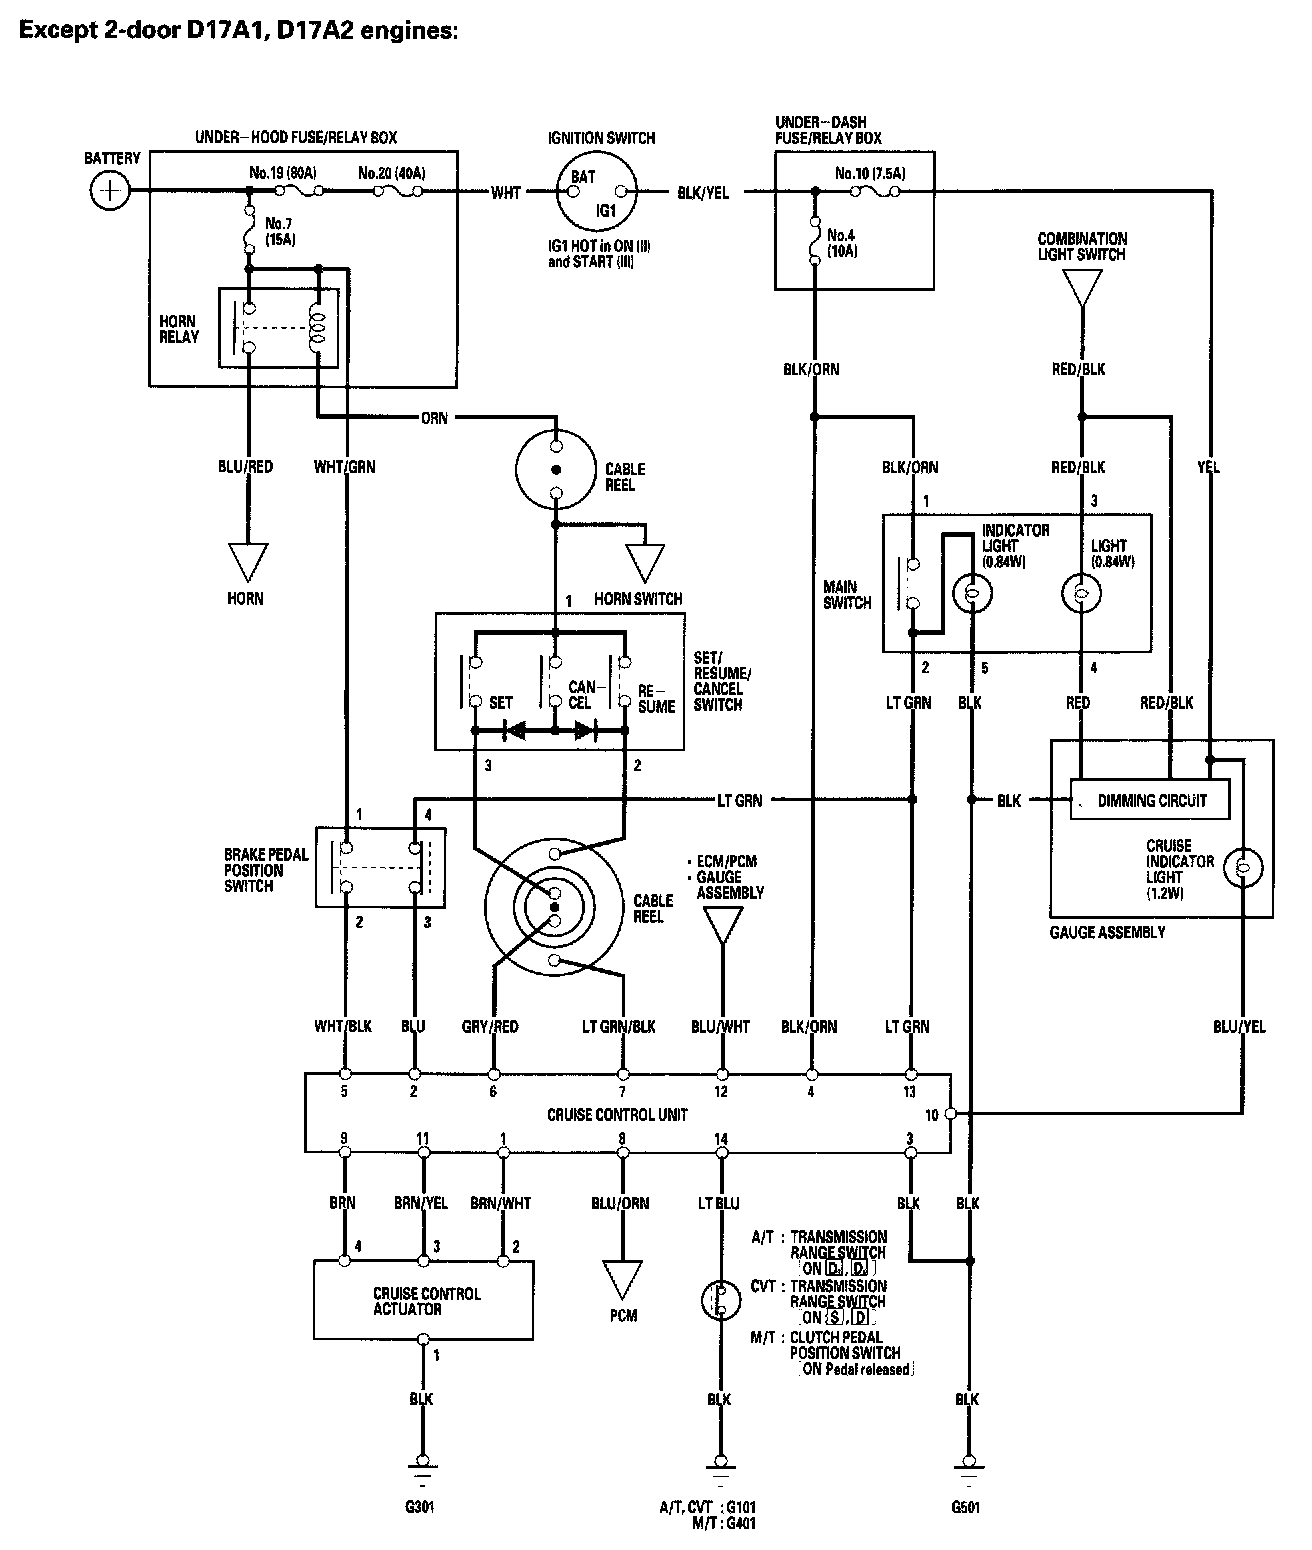 Except 2-door D17A1, D17A2 engines:
UNDER-HOOD FUSE/RELAY BOX
IGNITION SWITCH
UNDER-DASH
FUSE/RELAY BOX
BATTERY
No.19 (80A)
No.20 (40A)
WHT
BAT
IG1
BLK/YEL
No.10 (7.5A)
No.7
(15A)
IG1 HOT in ON (II)
and START (III)
No.4
(10A)
COMBINATION
LIGHT SWITCH
HORN
RELAY
BLK/ORN
RED/BLK
ORN
BLU/RED
WHT/GRN
CABLE
REEL
BLK/ORN
RED/BLK
YEL
1
3
INDICATOR
LIGHT
(0.84W)
LIGHT
(0.84W)
MAIN
SWITCH
HORN
1
HORN SWITCH
2
5
4
SET
CAN-
CEL
RE-
SUME
SET/
RESUME/
CANCEL
SWITCH
LT GRN
BLK
RED
RED/BLK
3
2
LT GRN
BLK
DIMMING CIRCUIT
1
4
BRAKE PEDAL
POSITION
SWITCH
· ECM/PCM
· GAUGE
ASSEMBLY
CRUISE
INDICATOR
LIGHT
(1.2W)
CABLE
REEL
2
3
GAUGE ASSEMBLY
WHT/BLK
BLU
GRY/RED
LT GRN/BLK
BLU/WHT
BLK/ORN
LT GRN
BLU/YEL
5
2
6
7
12
4
13
CRUISE CONTROL UNIT
10
9
11
1
8
14
3
BRN
BRN/YEL
BRN/WHT
BLU/ORN
LT BLU
BLK
BLK
4
3
2
A/T : TRANSMISSION
RANGE SWITCH
[ON D₃, D₄]
CVT : TRANSMISSION
RANGE SWITCH
[ON S, D]
M/T : CLUTCH PEDAL
POSITION SWITCH
[ON Pedal released]
CRUISE CONTROL
ACTUATOR
PCM
1
BLK
BLK
BLK
G301
A/T, CVT : G101
M/T : G401
G501